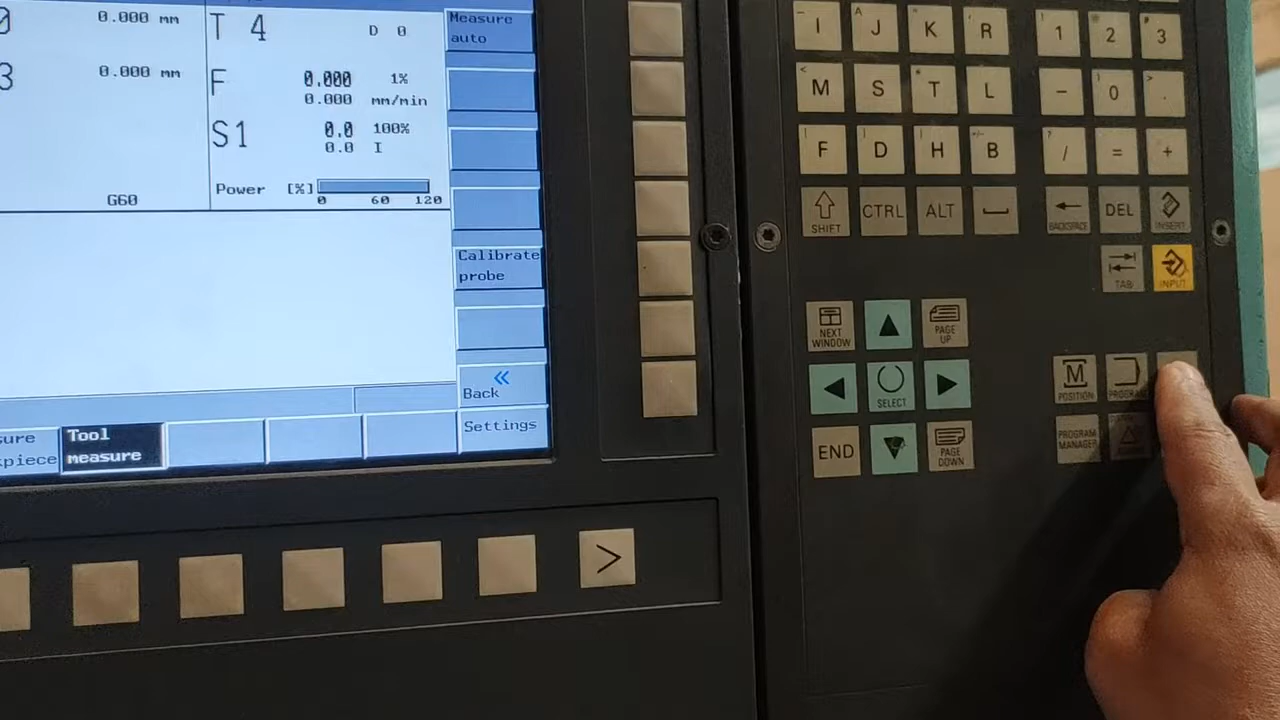 0 0.000 mm
T 4 D 0
Measure
auto
3 0.000 mm
F 0.000 1%
0.000 mm/min
S1 0.0 100%
0.0 I
G60
Power [%]
0 60 120
Calibrate
probe
«
Back
Settings
Tool
measure
>
I J K R 1 2 3
M S T L - 0 .
F D H B / = +
SHIFT CTRL ALT BACKSPACE DEL INSERT
TAB INPUT
NEXT
WINDOW
PAGE
UP
SELECT
END
PAGE
DOWN
M
POSITION
PROGRAM
PROGRAM
MANAGER